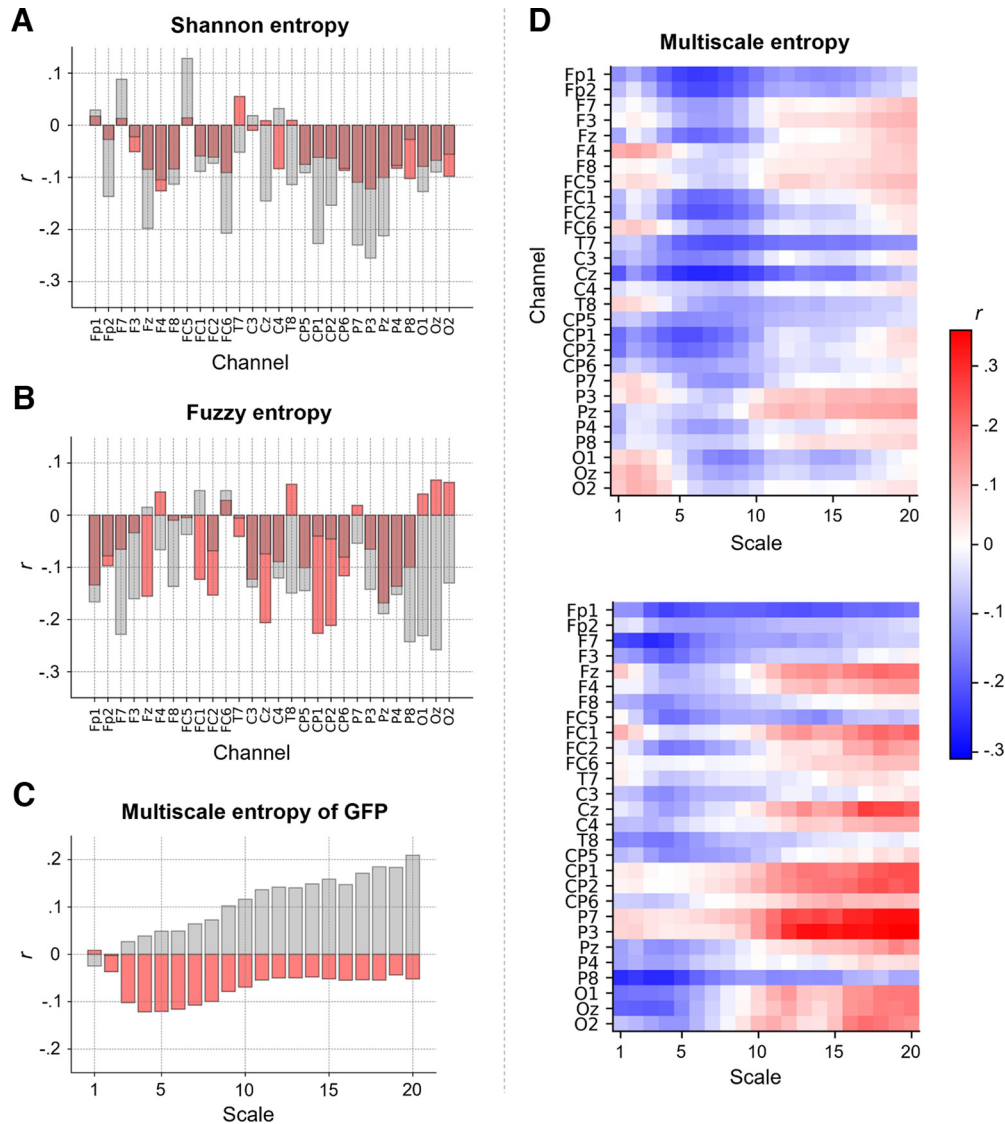 A
Shannon entropy
.1
0
-.1
-.2
-.3
r
Fp1 Fp2 F7 F3 Fz F4 F8 FC5 FC1 FC2 FC6 T7 C3 Cz C4 T8 CP5 CP1 CP2 CP6 P7 P3 Pz P4 P8 O1 Oz O2
Channel
B
Fuzzy entropy
.1
0
-.1
-.2
-.3
r
Fp1 Fp2 F7 F3 Fz F4 F8 FC5 FC1 FC2 FC6 T7 C3 Cz C4 T8 CP5 CP1 CP2 CP6 P7 P3 Pz P4 P8 O1 Oz O2
Channel
C
Multiscale entropy of GFP
.2
.1
0
-.1
-.2
r
1 5 10 15 20
Scale
D
Multiscale entropy
Fp1
Fp2
F7
F3
Fz
F4
F8
FC5
FC1
FC2
FC6
T7
C3
Cz
C4
T8
CP5
CP1
CP2
CP6
P7
P3
Pz
P4
P8
O1
Oz
O2
Channel
1 5 10 15 20
Scale
Fp1
Fp2
F7
F3
Fz
F4
F8
FC5
FC1
FC2
FC6
T7
C3
Cz
C4
T8
CP5
CP1
CP2
CP6
P7
P3
Pz
P4
P8
O1
Oz
O2
1 5 10 15 20
Scale
r
.3
.2
.1
0
-.1
-.2
-.3